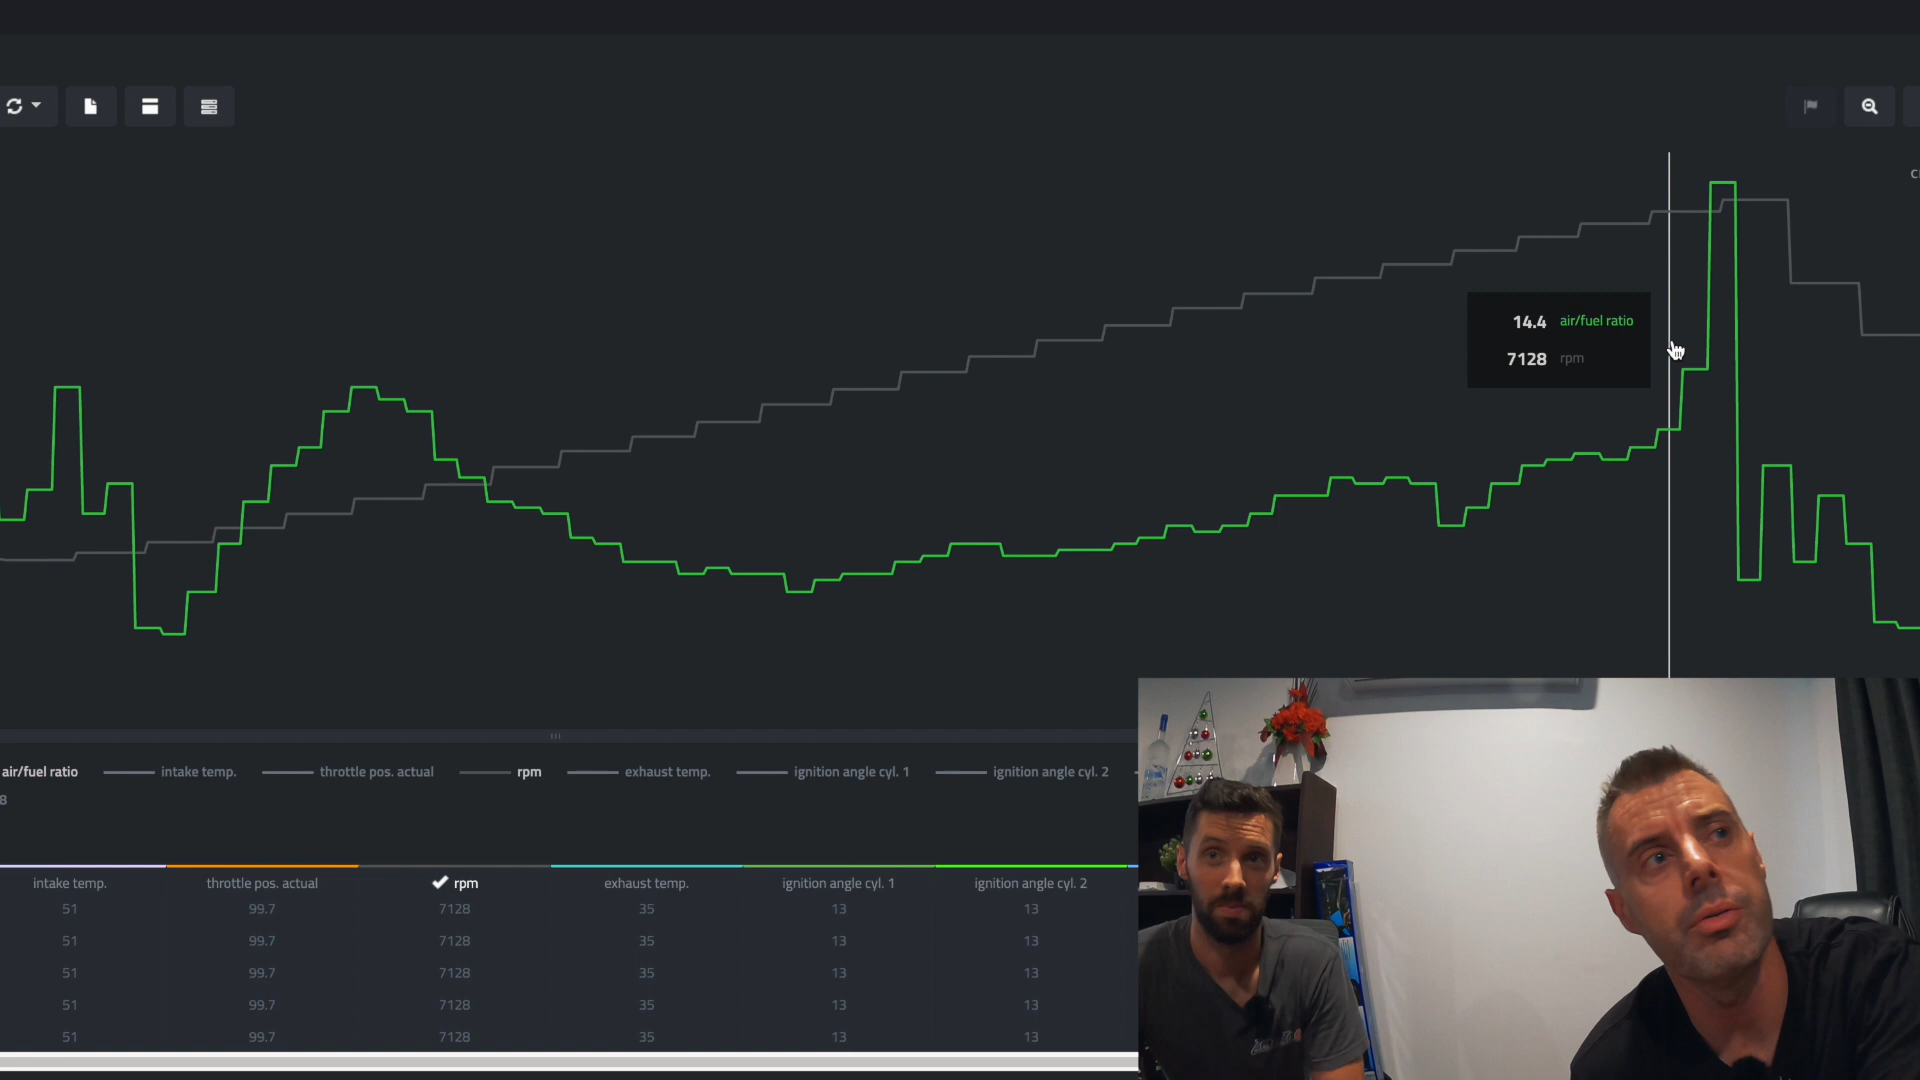 14.4 air/fuel ratio
7128 rpm
air/fuel ratio intake temp. throttle pos. actual rpm exhaust temp. ignition angle cyl. 1 ignition angle cyl. 2
8
intake temp. throttle pos. actual rpm exhaust temp. ignition angle cyl. 1 ignition angle cyl. 2
51 99.7 7128 35 13 13
51 99.7 7128 35 13 13
51 99.7 7128 35 13 13
51 99.7 7128 35 13 13
51 99.7 7128 35 13 13